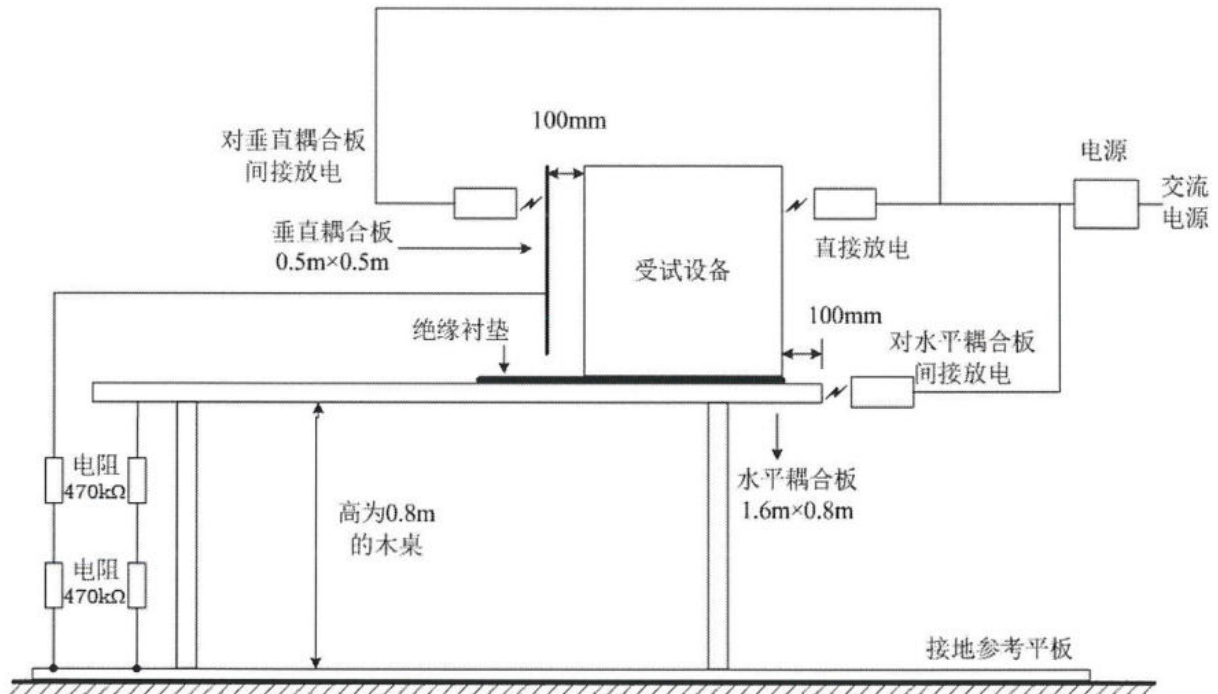 100mm
对垂直耦合板
间接放电
电源
交流
电源
垂直耦合板
0.5m×0.5m
直接放电
受试设备
100mm
绝缘衬垫
对水平耦合板
间接放电
电阻
470kΩ
水平耦合板
1.6m×0.8m
高为0.8m
的木桌
电阻
470kΩ
接地参考平板